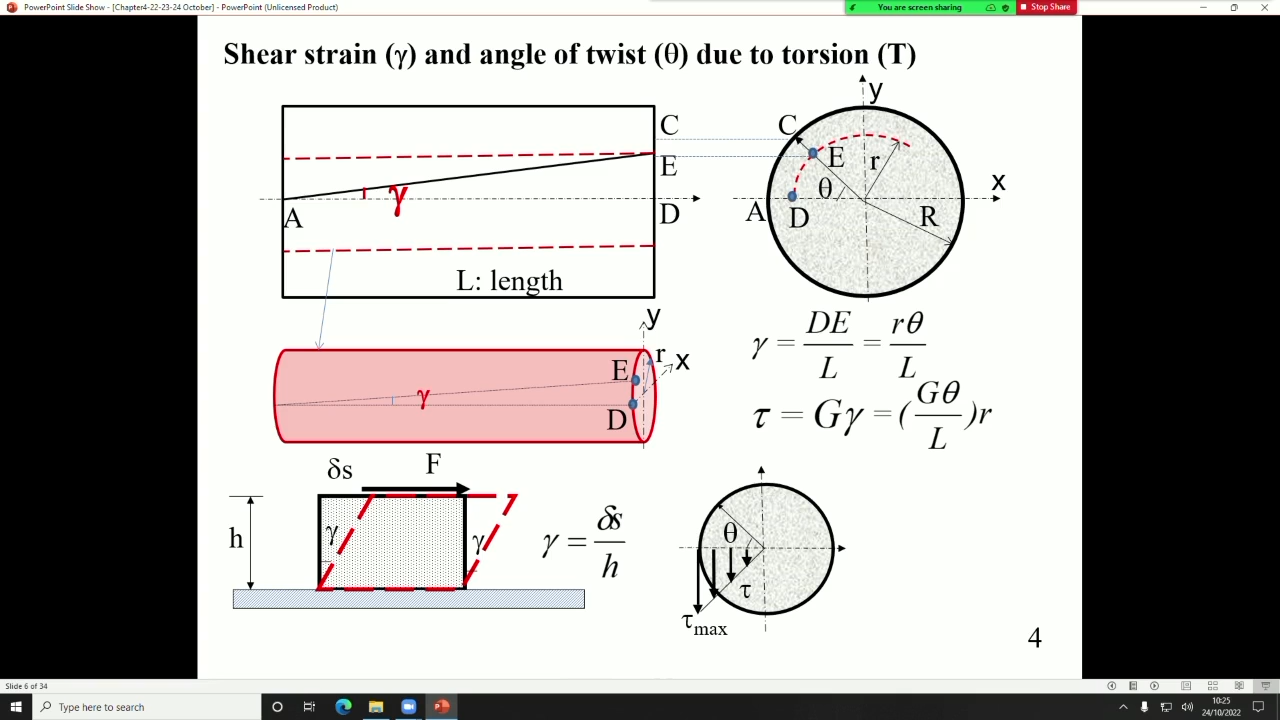 PowerPoint Slide Show - [Chapter4-22-23-24 October] - PowerPoint (Unlicensed Product)
You are screen sharing
Stop Share
Shear strain (γ) and angle of twist (θ) due to torsion (T)
y
C
C
E
E
r
γ
θ
x
A
D
A
D
R
L: length
y
E
r
x
γ
D
γ = DE/L = rθ/L
τ = Gγ = (Gθ/L)r
δs
F
h
γ
γ
γ = δs/h
θ
τ
τmax
4
Slide 6 of 34
Type here to search
10:25
24/10/2022